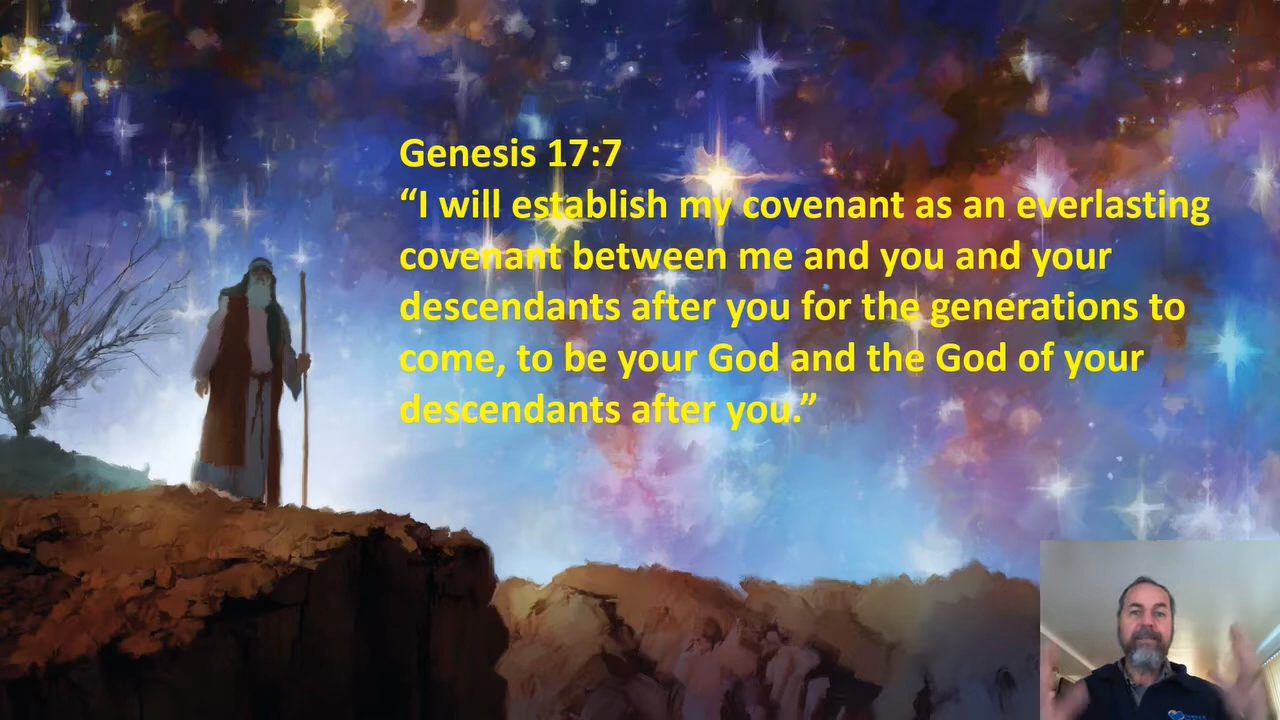 Genesis 17:7
“I will establish my covenant as an everlasting
covenant between me and you and your
descendants after you for the generations to
come, to be your God and the God of your
descendants after you.”